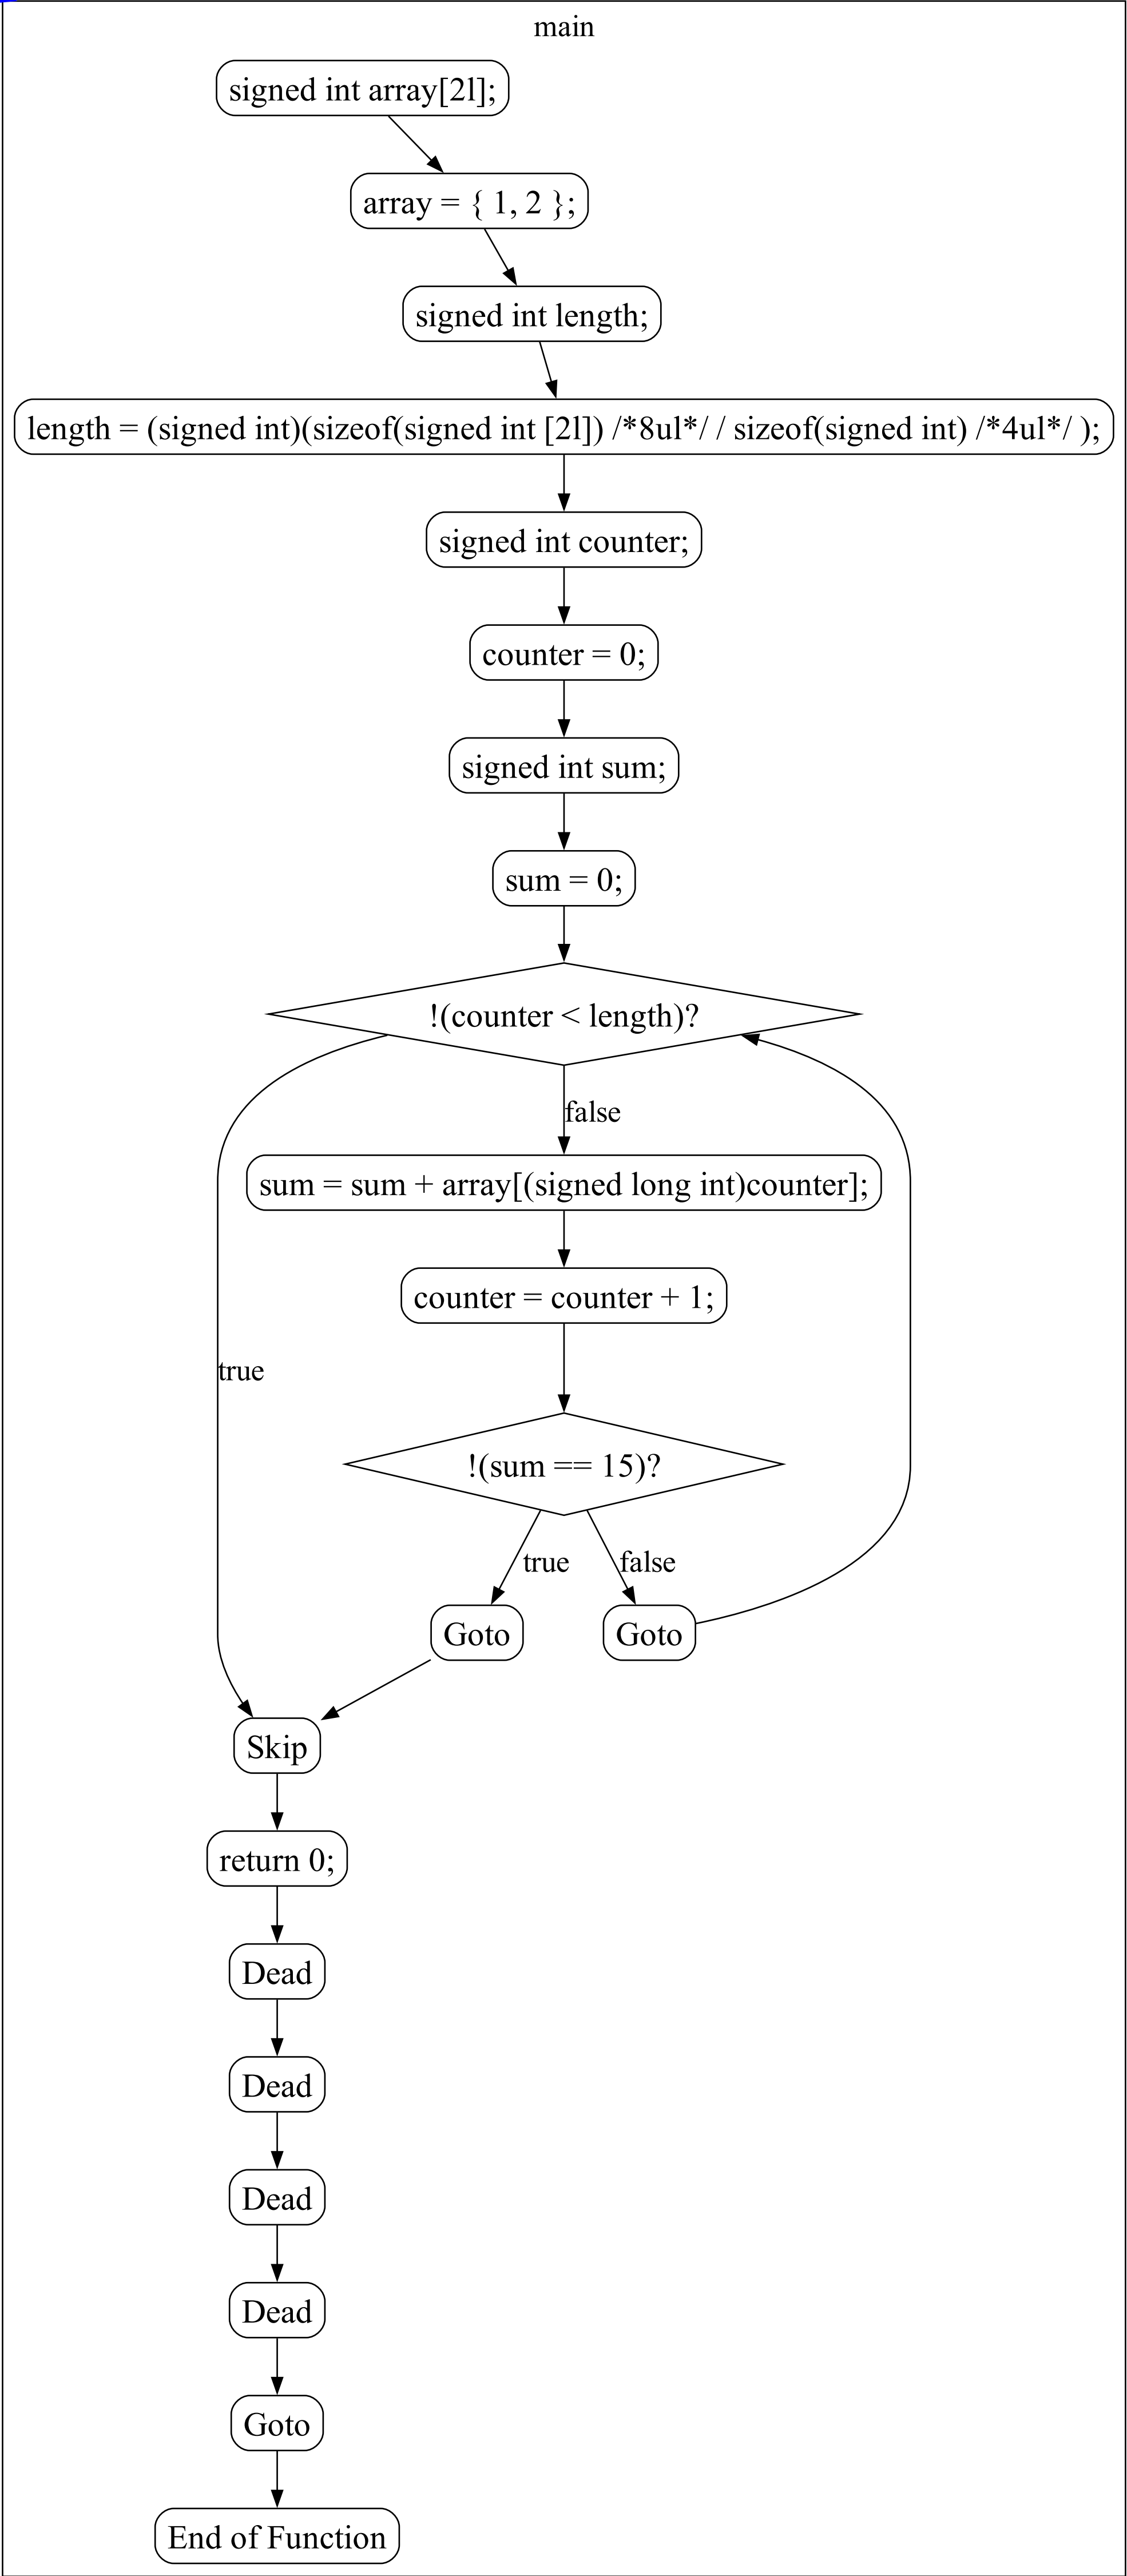 main
signed int array[2l];
array = { 1, 2 };
signed int length;
length = (signed int)(sizeof(signed int [2l]) /*8ul*/ / sizeof(signed int) /*4ul*/ );
signed int counter;
counter = 0;
signed int sum;
sum = 0;
!(counter < length)?
false
sum = sum + array[(signed long int)counter];
counter = counter + 1;
true
!(sum == 15)?
true
false
Goto
Goto
Skip
return 0;
Dead
Dead
Dead
Dead
Goto
End of Function